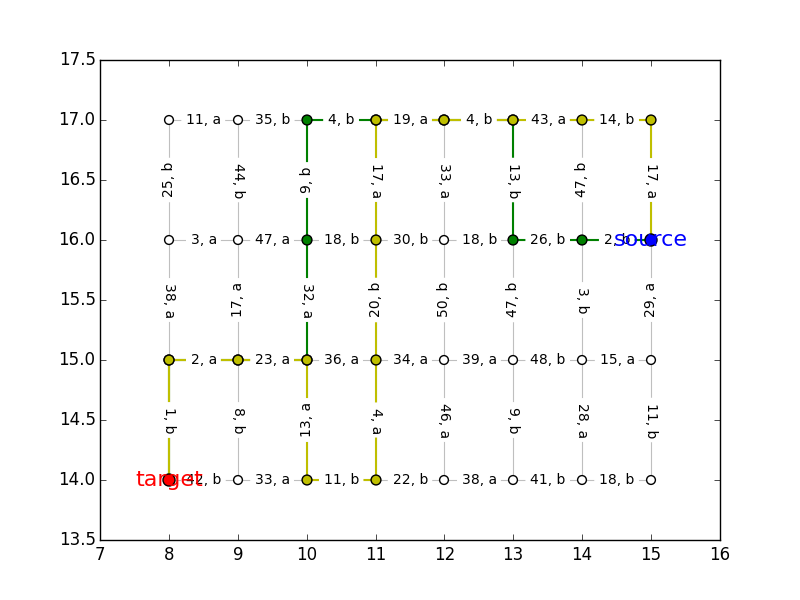 17.5
17.0
11, a
35, b
4, b
19, a
4, b
43, a
14, b
16.5
25, b
44, b
9, b
17, a
33, a
13, b
47, b
17, a
16.0
3, a
47, a
18, b
30, b
18, b
26, b
2, b
source
15.5
38, a
17, a
32, a
20, b
50, b
47, b
3, b
29, a
15.0
2, a
23, a
36, a
34, a
39, a
48, b
15, a
14.5
1, b
8, b
13, a
4, a
46, a
9, b
28, a
11, b
14.0
target
42, b
33, a
11, b
22, b
38, a
41, b
18, b
13.5
7 8 9 10 11 12 13 14 15 16